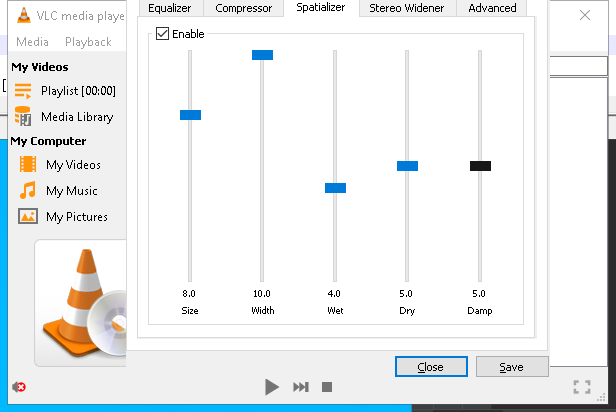 VLC media playe
Equalizer Compressor Spatializer Stereo Widener Advanced
Media Playback
Enable
My Videos
Playlist [00:00]
Media Library
My Computer
My Videos
My Music
My Pictures
8.0 10.0 4.0 5.0 5.0
Size Width Wet Dry Damp
Close Save